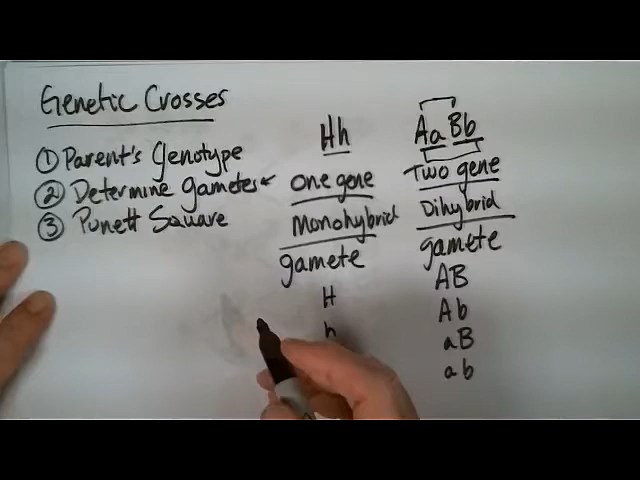 Genetic Crosses
① Parent's Genotype
② Determine gametes
③ Punett Square
Hh
one gene
Monohybrid
gamete
H
h
AaBb
Two gene
Dihybrid
gamete
AB
Ab
aB
ab